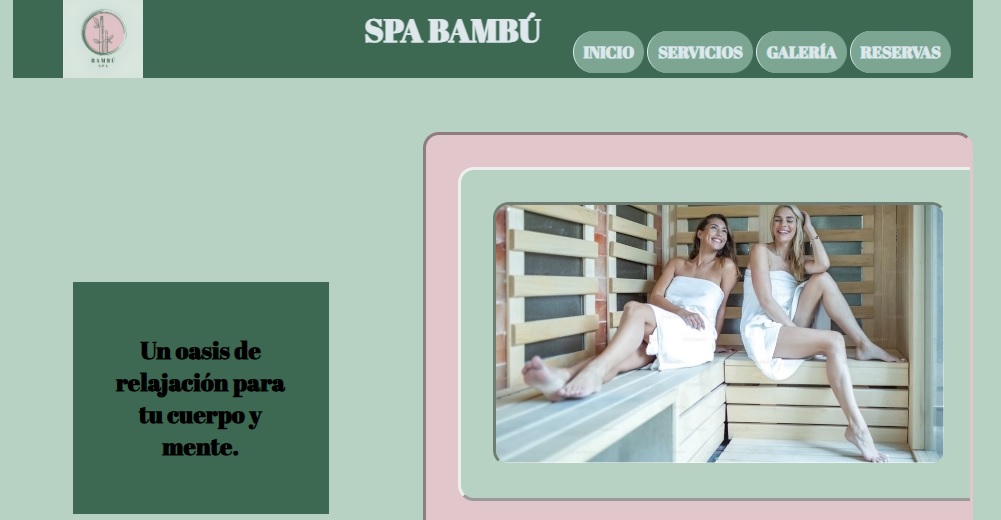 BAMBÚ
SPA
SPA BAMBÚ
INICIO
SERVICIOS
GALERÍA
RESERVAS
Un oasis de
relajación para
tu cuerpo y
mente.